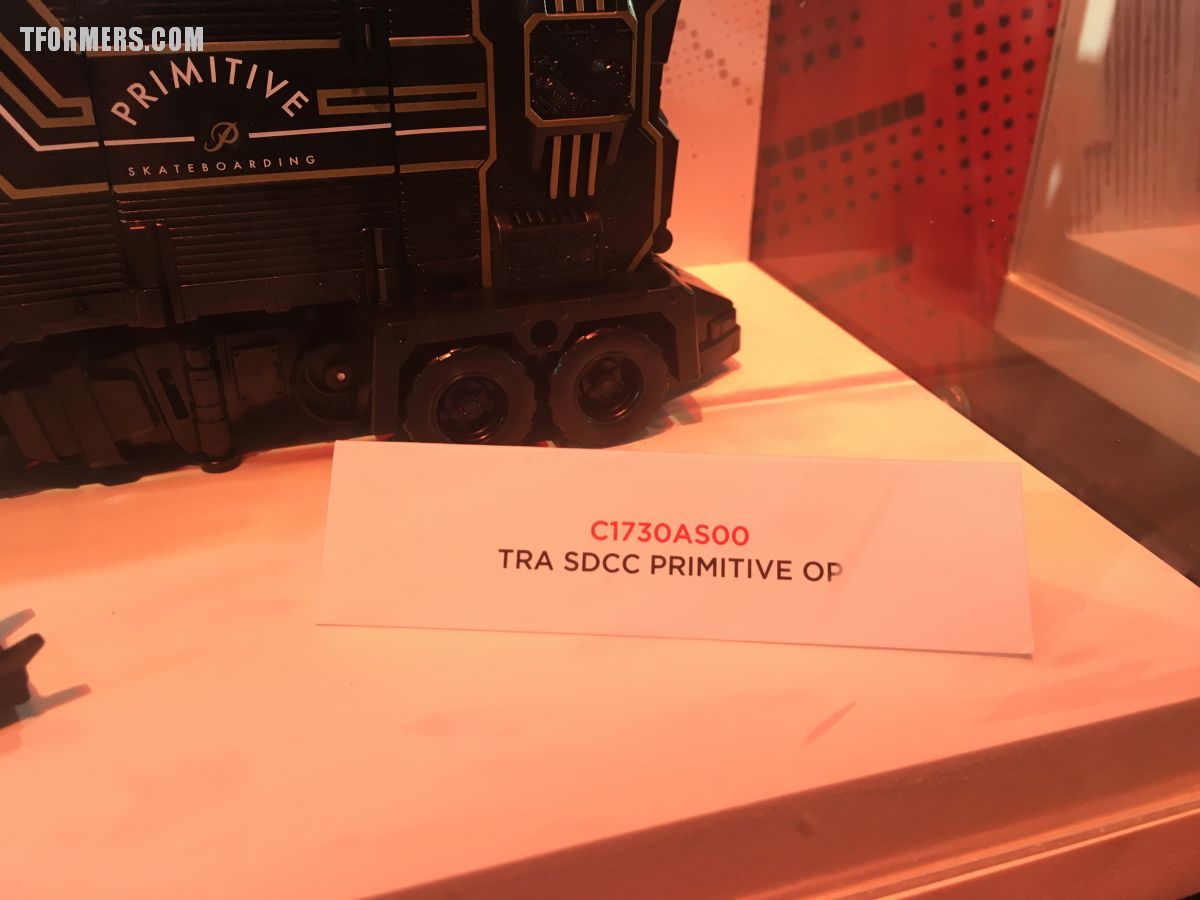 TFORMERS.COM
PRIMITIVE
P
SKATEBOARDING
C1730AS00
TRA SDCC PRIMITIVE OP